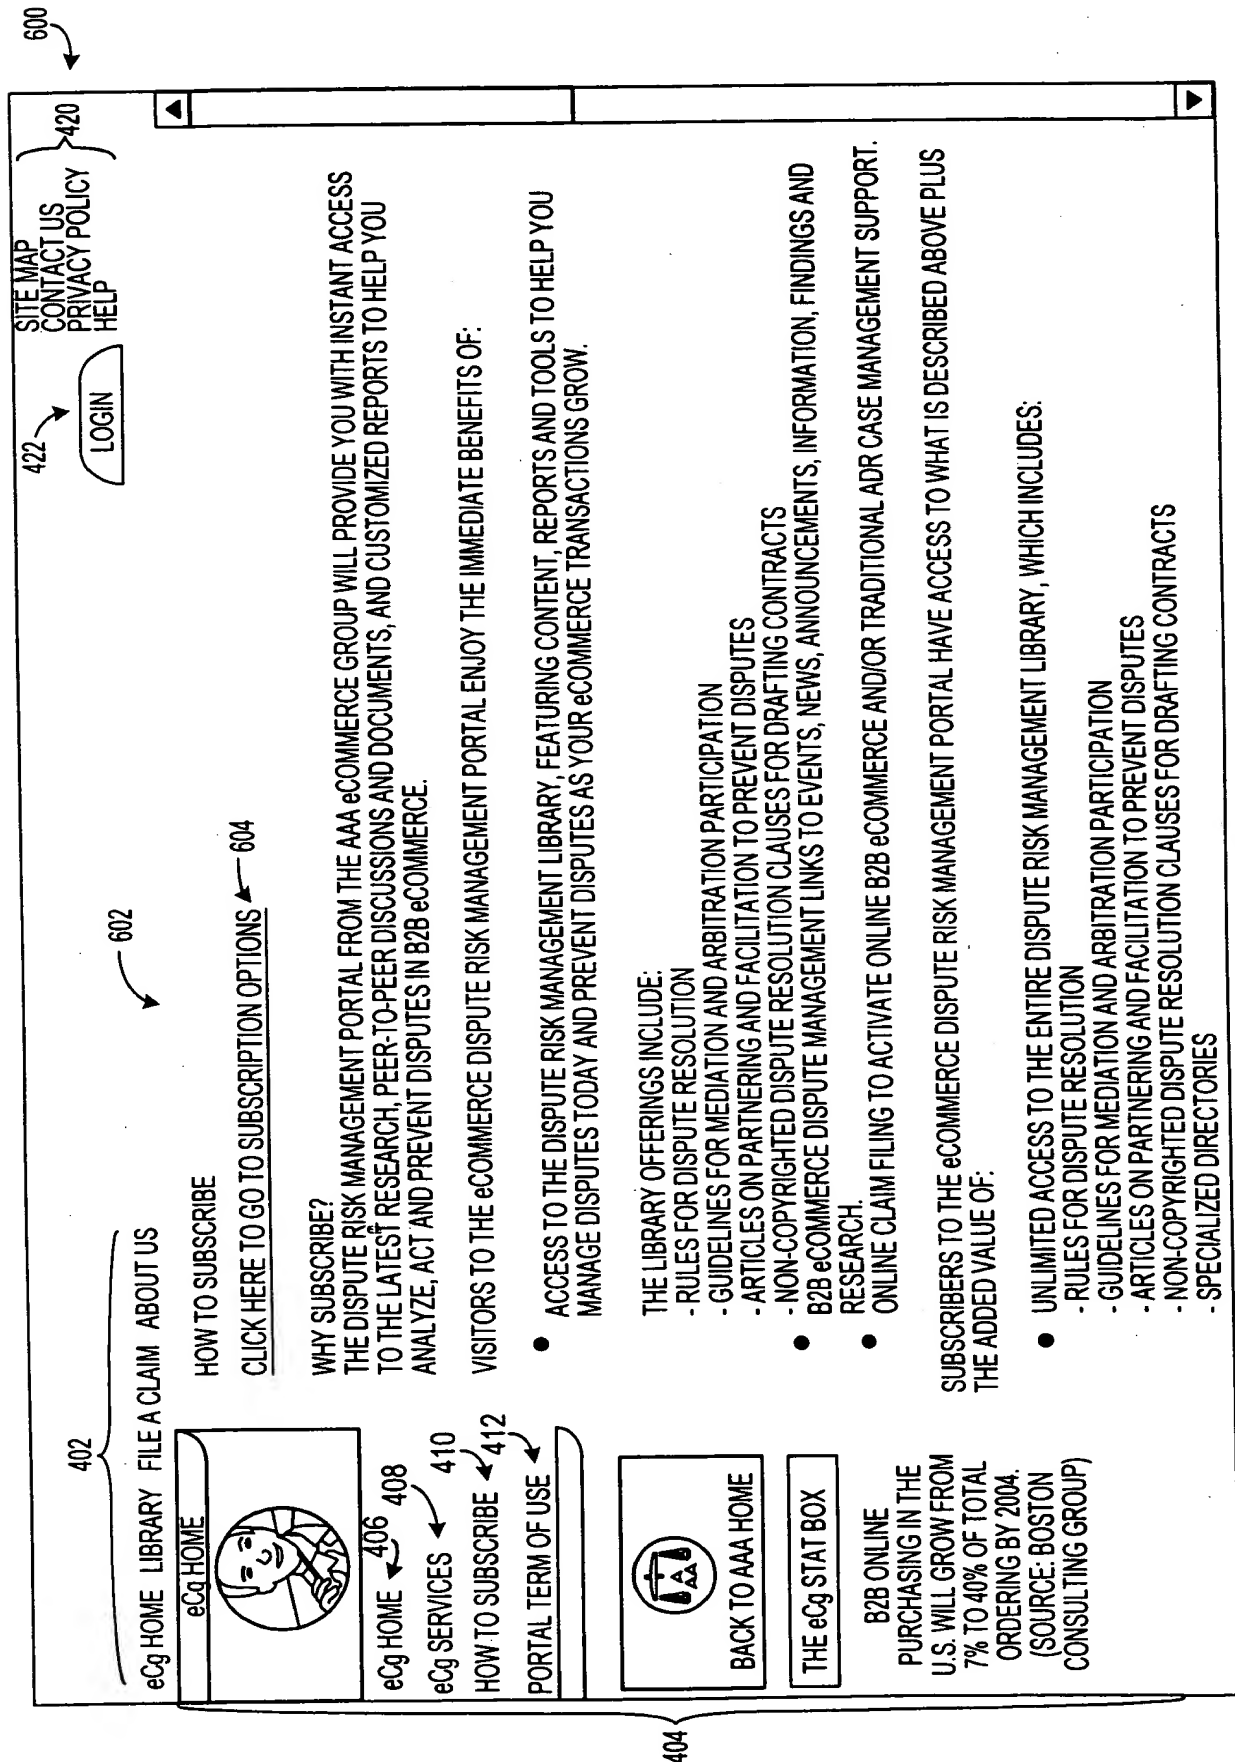 600
402
422
SITE MAP
CONTACT US
PRIVACY POLICY
HELP
420
LOGIN
eCg HOME LIBRARY FILE A CLAIM ABOUT US
eCg HOME
eCg HOME
406
eCg SERVICES
408
HOW TO SUBSCRIBE
410
PORTAL TERM OF USE
412
BACK TO AAA HOME
THE eCg STAT BOX
B2B ONLINE
PURCHASING IN THE
U.S. WILL GROW FROM
7% TO 40% OF TOTAL
ORDERING BY 2004.
(SOURCE: BOSTON
CONSULTING GROUP)
404
602
HOW TO SUBSCRIBE
CLICK HERE TO GO TO SUBSCRIPTION OPTIONS
604
WHY SUBSCRIBE?
THE DISPUTE RISK MANAGEMENT PORTAL FROM THE AAA eCOMMERCE GROUP WILL PROVIDE YOU WITH INSTANT ACCESS
TO THE LATEST RESEARCH, PEER-TO-PEER DISCUSSIONS AND DOCUMENTS, AND CUSTOMIZED REPORTS TO HELP YOU
ANALYZE, ACT AND PREVENT DISPUTES IN B2B eCOMMERCE.
VISITORS TO THE eCOMMERCE DISPUTE RISK MANAGEMENT PORTAL ENJOY THE IMMEDIATE BENEFITS OF:
● ACCESS TO THE DISPUTE RISK MANAGEMENT LIBRARY, FEATURING CONTENT, REPORTS AND TOOLS TO HELP YOU
MANAGE DISPUTES TODAY AND PREVENT DISPUTES AS YOUR eCOMMERCE TRANSACTIONS GROW.
THE LIBRARY OFFERINGS INCLUDE:
- RULES FOR DISPUTE RESOLUTION
- GUIDELINES FOR MEDIATION AND ARBITRATION PARTICIPATION
- ARTICLES ON PARTNERING AND FACILITATION TO PREVENT DISPUTES
- NON-COPYRIGHTED DISPUTE RESOLUTION CLAUSES FOR DRAFTING CONTRACTS
● B2B eCOMMERCE DISPUTE MANAGEMENT LINKS TO EVENTS, NEWS, ANNOUNCEMENTS, INFORMATION, FINDINGS AND
RESEARCH.
● ONLINE CLAIM FILING TO ACTIVATE ONLINE B2B eCOMMERCE AND/OR TRADITIONAL ADR CASE MANAGEMENT SUPPORT.
SUBSCRIBERS TO THE eCOMMERCE DISPUTE RISK MANAGEMENT PORTAL HAVE ACCESS TO WHAT IS DESCRIBED ABOVE PLUS
THE ADDED VALUE OF:
● UNLIMITED ACCESS TO THE ENTIRE DISPUTE RISK MANAGEMENT LIBRARY, WHICH INCLUDES:
- RULES FOR DISPUTE RESOLUTION
- GUIDELINES FOR MEDIATION AND ARBITRATION PARTICIPATION
- ARTICLES ON PARTNERING AND FACILITATION TO PREVENT DISPUTES
- NON-COPYRIGHTED DISPUTE RESOLUTION CLAUSES FOR DRAFTING CONTRACTS
- SPECIALIZED DIRECTORIES